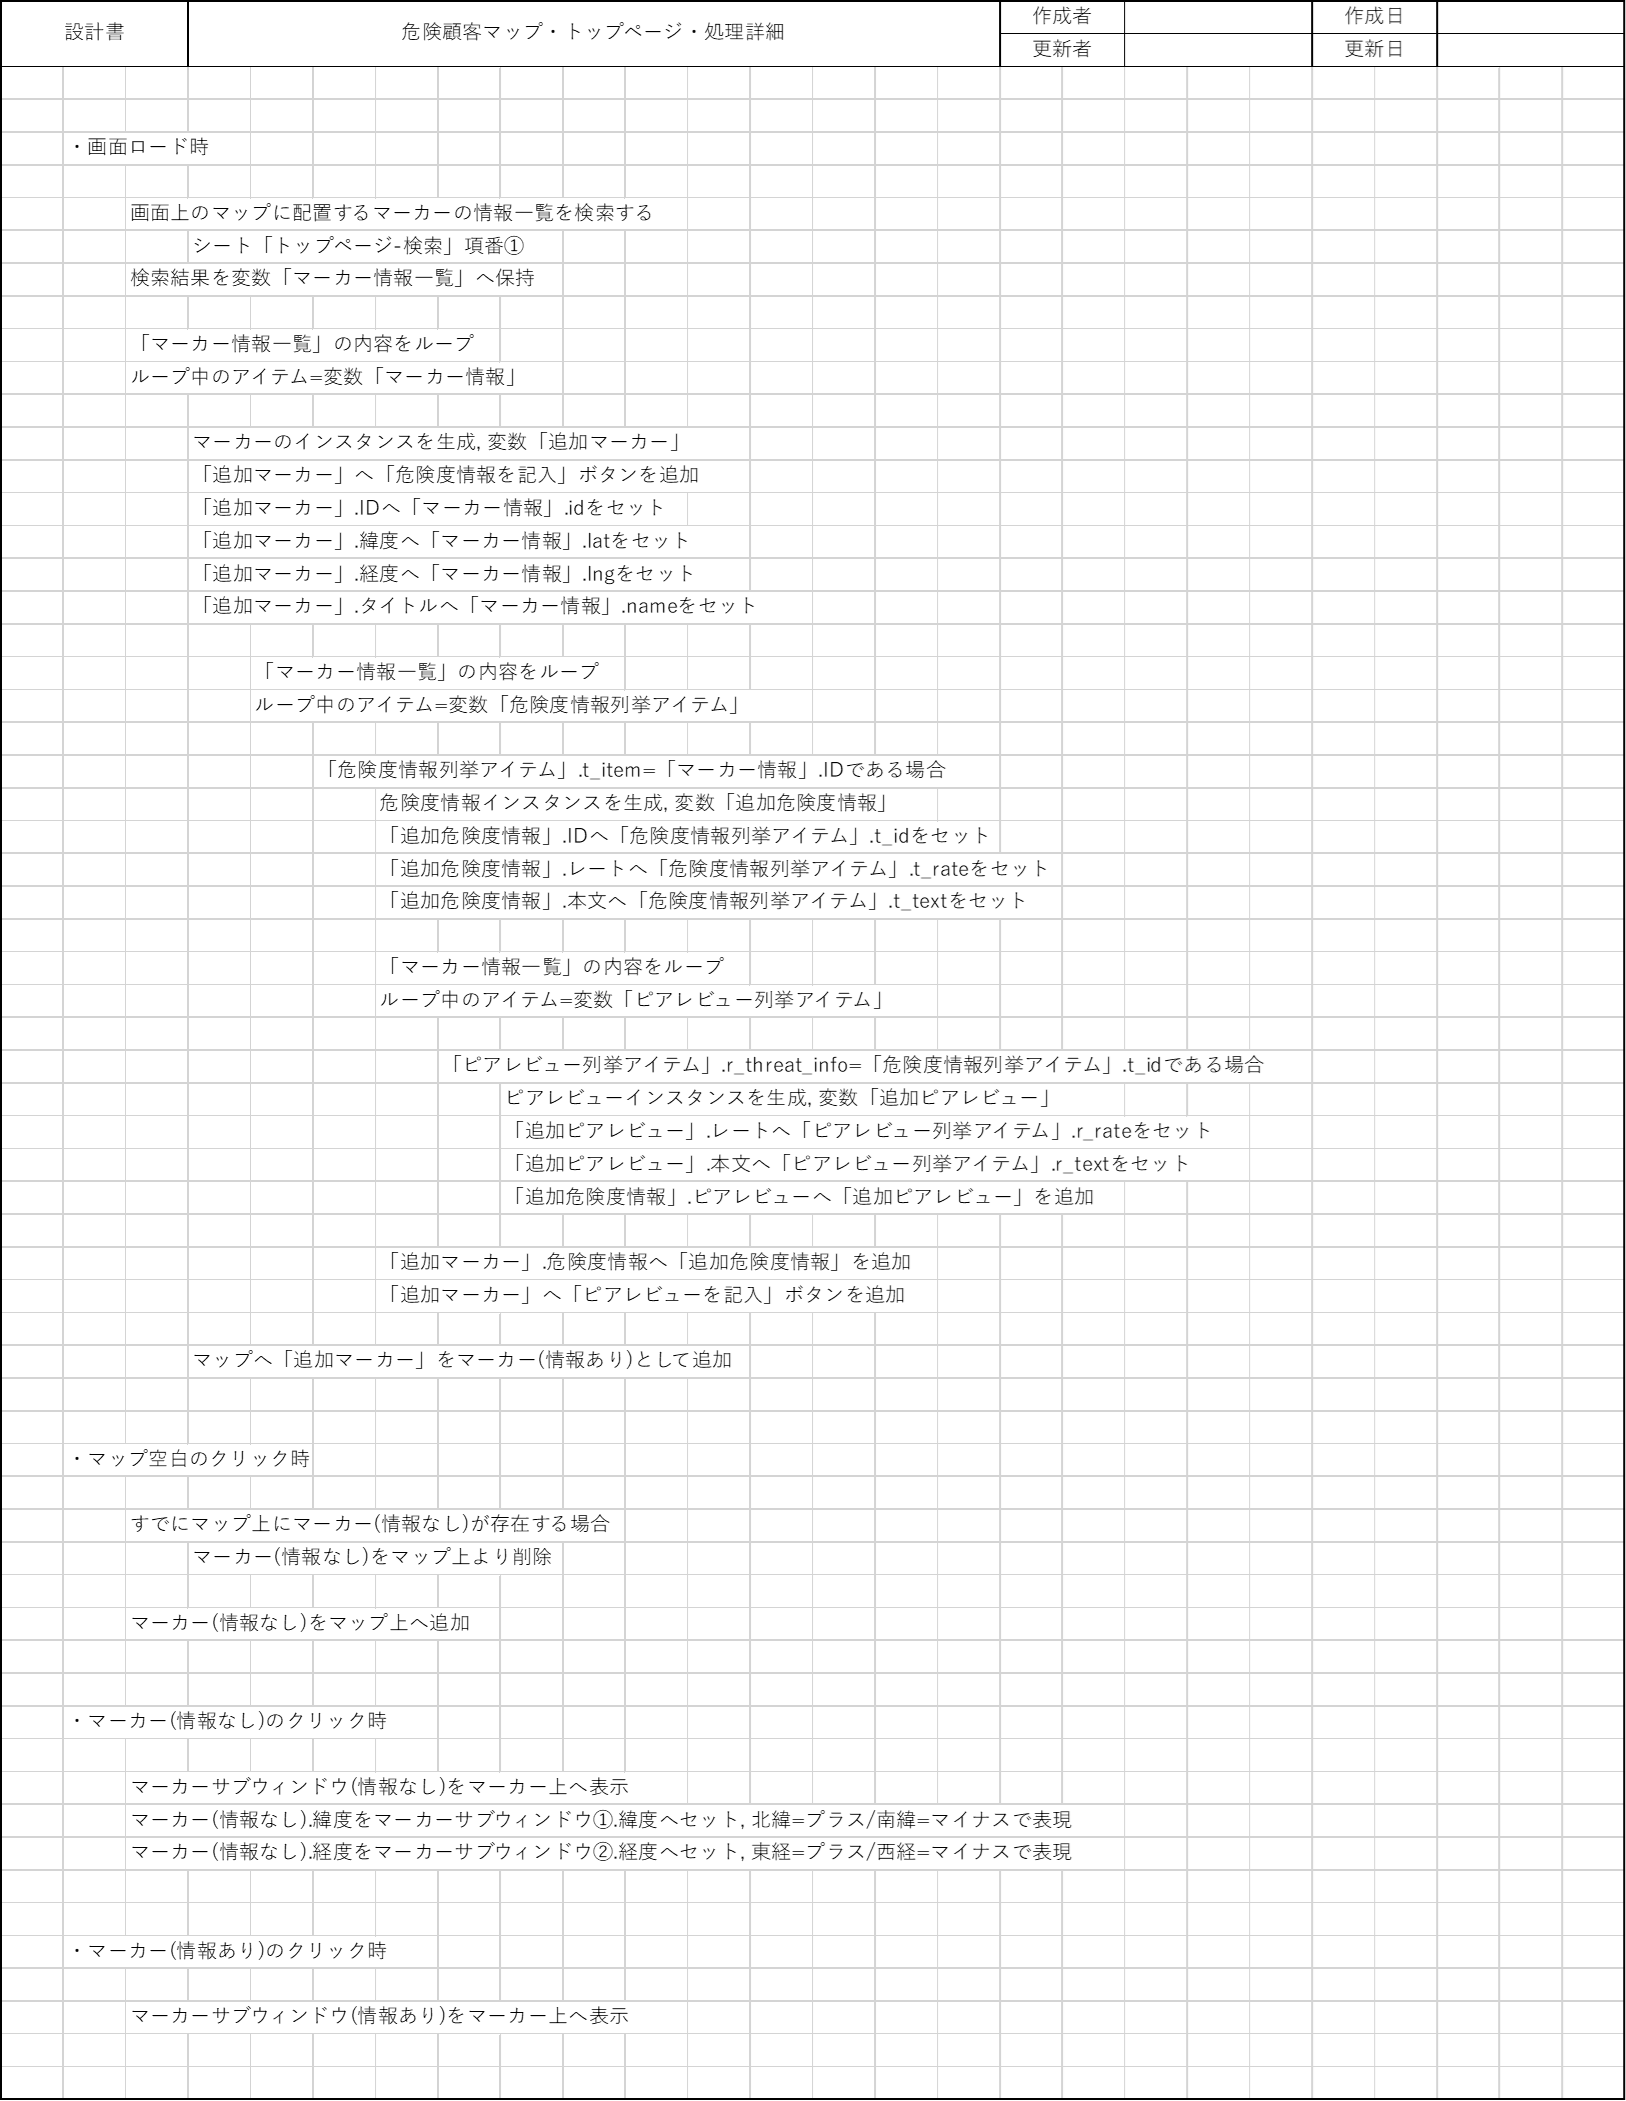 設計書
危険顧客マップ・トップページ・処理詳細
作成者
作成日
更新者
更新日
・画面ロード時
画面上のマップに配置するマーカーの情報一覧を検索する
シート「トップページ-検索」項番①
検索結果を変数「マーカー情報一覧」へ保持
「マーカー情報一覧」の内容をループ
ループ中のアイテム=変数「マーカー情報」
マーカーのインスタンスを生成, 変数「追加マーカー」
「追加マーカー」へ「危険度情報を記入」ボタンを追加
「追加マーカー」.IDへ「マーカー情報」.idをセット
「追加マーカー」.緯度へ「マーカー情報」.latをセット
「追加マーカー」.経度へ「マーカー情報」.lngをセット
「追加マーカー」.タイトルへ「マーカー情報」.nameをセット
「マーカー情報一覧」の内容をループ
ループ中のアイテム=変数「危険度情報列挙アイテム」
「危険度情報列挙アイテム」.t_item=「マーカー情報」.IDである場合
危険度情報インスタンスを生成, 変数「追加危険度情報」
「追加危険度情報」.IDへ「危険度情報列挙アイテム」.t_idをセット
「追加危険度情報」.レートへ「危険度情報列挙アイテム」.t_rateをセット
「追加危険度情報」.本文へ「危険度情報列挙アイテム」.t_textをセット
「マーカー情報一覧」の内容をループ
ループ中のアイテム=変数「ピアレビュー列挙アイテム」
「ピアレビュー列挙アイテム」.r_threat_info=「危険度情報列挙アイテム」.t_idである場合
ピアレビューインスタンスを生成, 変数「追加ピアレビュー」
「追加ピアレビュー」.レートへ「ピアレビュー列挙アイテム」.r_rateをセット
「追加ピアレビュー」.本文へ「ピアレビュー列挙アイテム」.r_textをセット
「追加危険度情報」.ピアレビューへ「追加ピアレビュー」を追加
「追加マーカー」.危険度情報へ「追加危険度情報」を追加
「追加マーカー」へ「ピアレビューを記入」ボタンを追加
マップへ「追加マーカー」をマーカー(情報あり)として追加
・マップ空白のクリック時
すでにマップ上にマーカー(情報なし)が存在する場合
マーカー(情報なし)をマップ上より削除
マーカー(情報なし)をマップ上へ追加
・マーカー(情報なし)のクリック時
マーカーサブウィンドウ(情報なし)をマーカー上へ表示
マーカー(情報なし).緯度をマーカーサブウィンドウ①.緯度へセット, 北緯=プラス/南緯=マイナスで表現
マーカー(情報なし).経度をマーカーサブウィンドウ②.経度へセット, 東経=プラス/西経=マイナスで表現
・マーカー(情報あり)のクリック時
マーカーサブウィンドウ(情報あり)をマーカー上へ表示